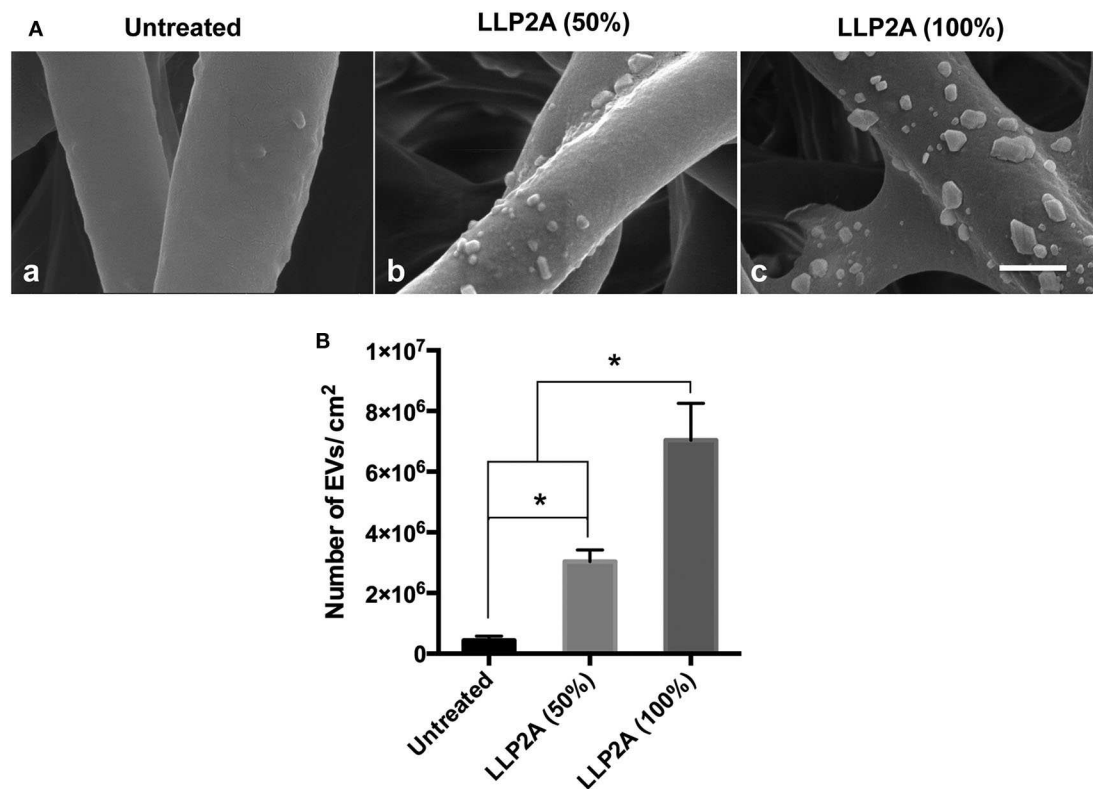 A Untreated LLP2A (50%) LLP2A (100%)
a b c
B
1×10⁷
8×10⁶
6×10⁶
4×10⁶
2×10⁶
0
Number of EVs/ cm²
*
*
Untreated
LLP2A (50%)
LLP2A (100%)